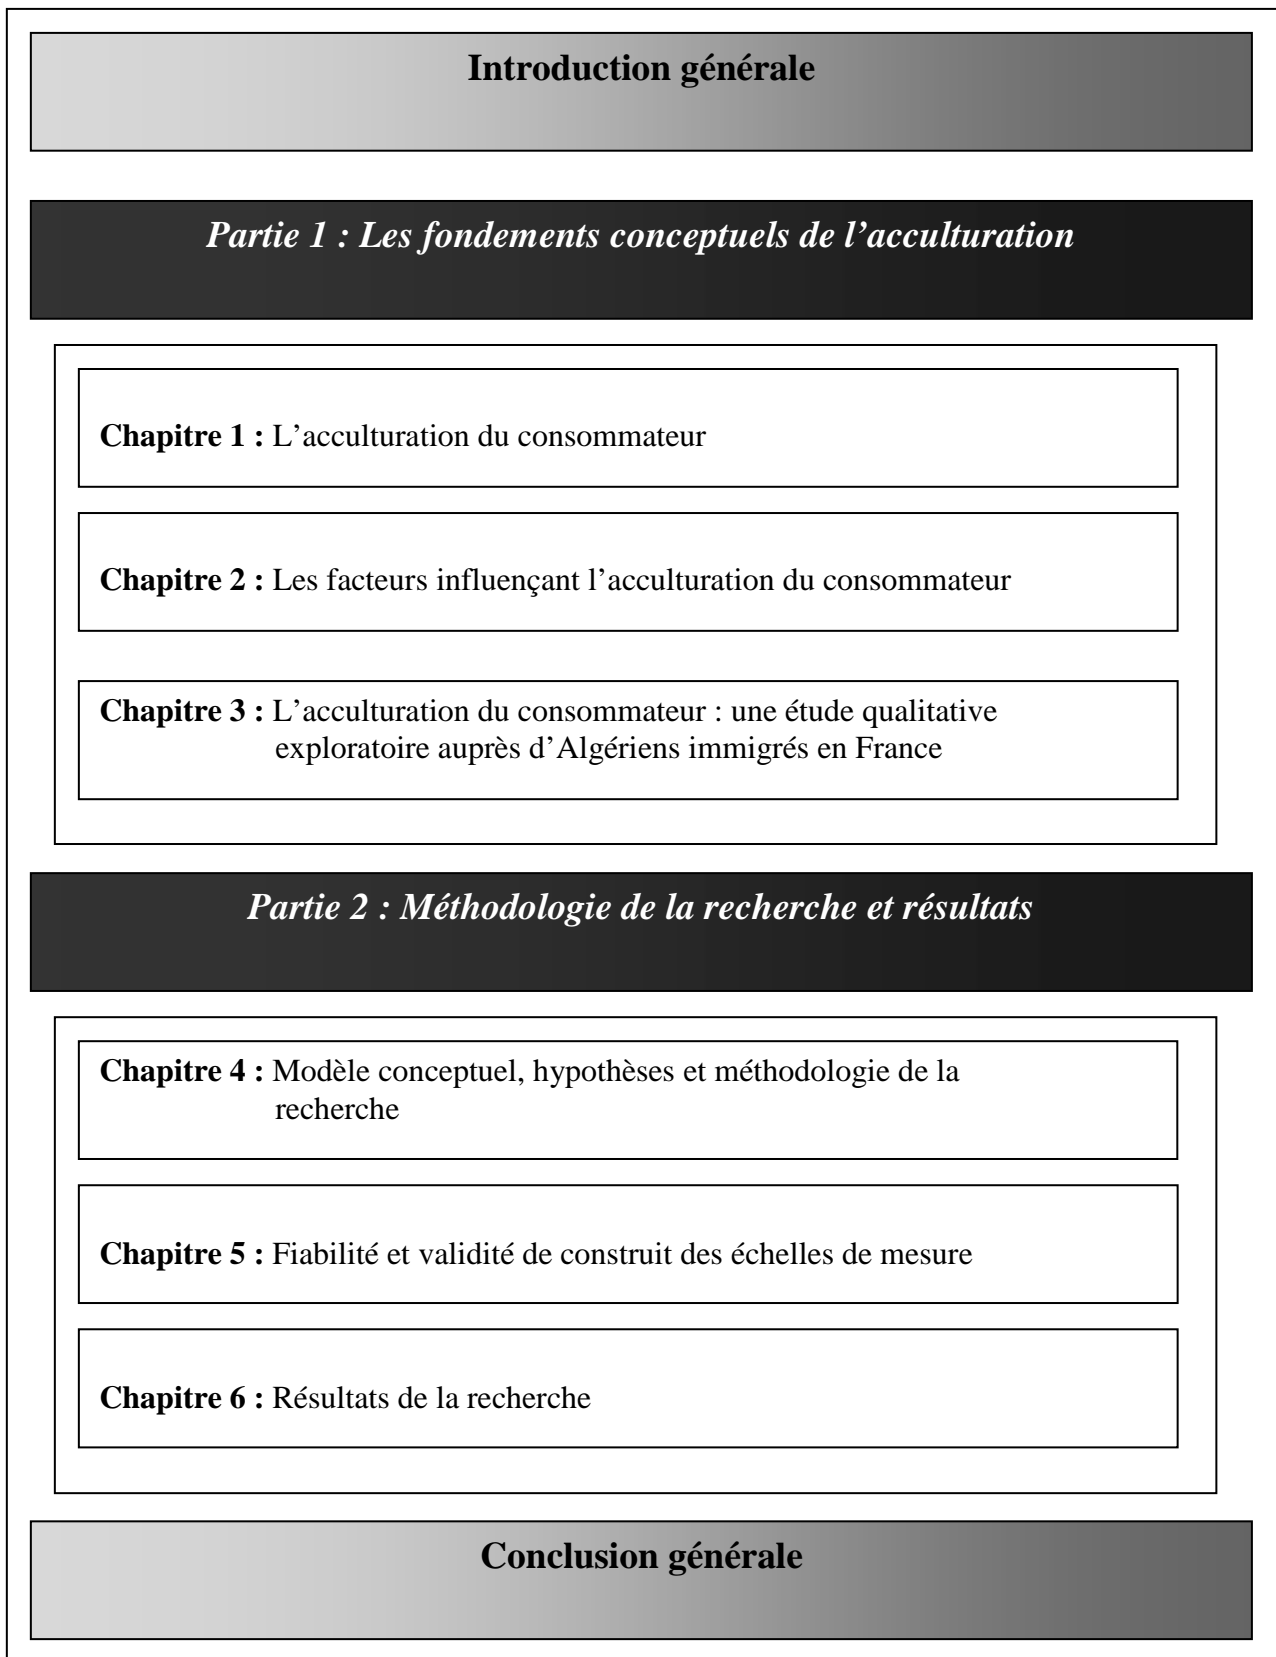 Introduction générale
Partie 1 : Les fondements conceptuels de l’acculturation
Chapitre 1 : L’acculturation du consommateur
Chapitre 2 : Les facteurs influençant l’acculturation du consommateur
Chapitre 3 : L’acculturation du consommateur : une étude qualitative
exploratoire auprès d’Algériens immigrés en France
Partie 2 : Méthodologie de la recherche et résultats
Chapitre 4 : Modèle conceptuel, hypothèses et méthodologie de la
recherche
Chapitre 5 : Fiabilité et validité de construit des échelles de mesure
Chapitre 6 : Résultats de la recherche
Conclusion générale